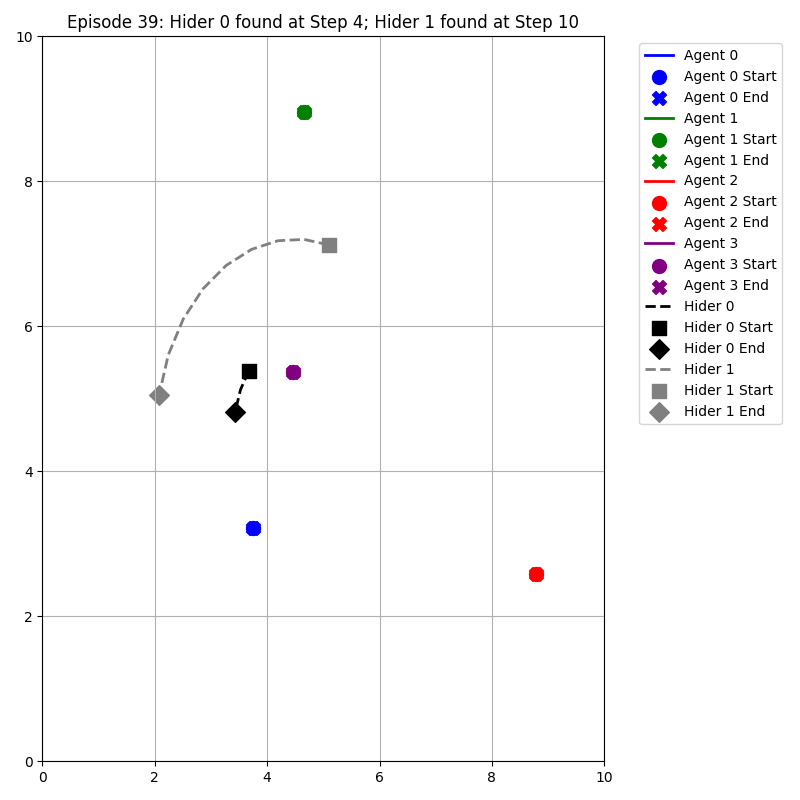 Episode 39: Hider 0 found at Step 4; Hider 1 found at Step 10
10
8
6
4
2
0
0 2 4 6 8 10
Agent 0
Agent 0 Start
Agent 0 End
Agent 1
Agent 1 Start
Agent 1 End
Agent 2
Agent 2 Start
Agent 2 End
Agent 3
Agent 3 Start
Agent 3 End
Hider 0
Hider 0 Start
Hider 0 End
Hider 1
Hider 1 Start
Hider 1 End